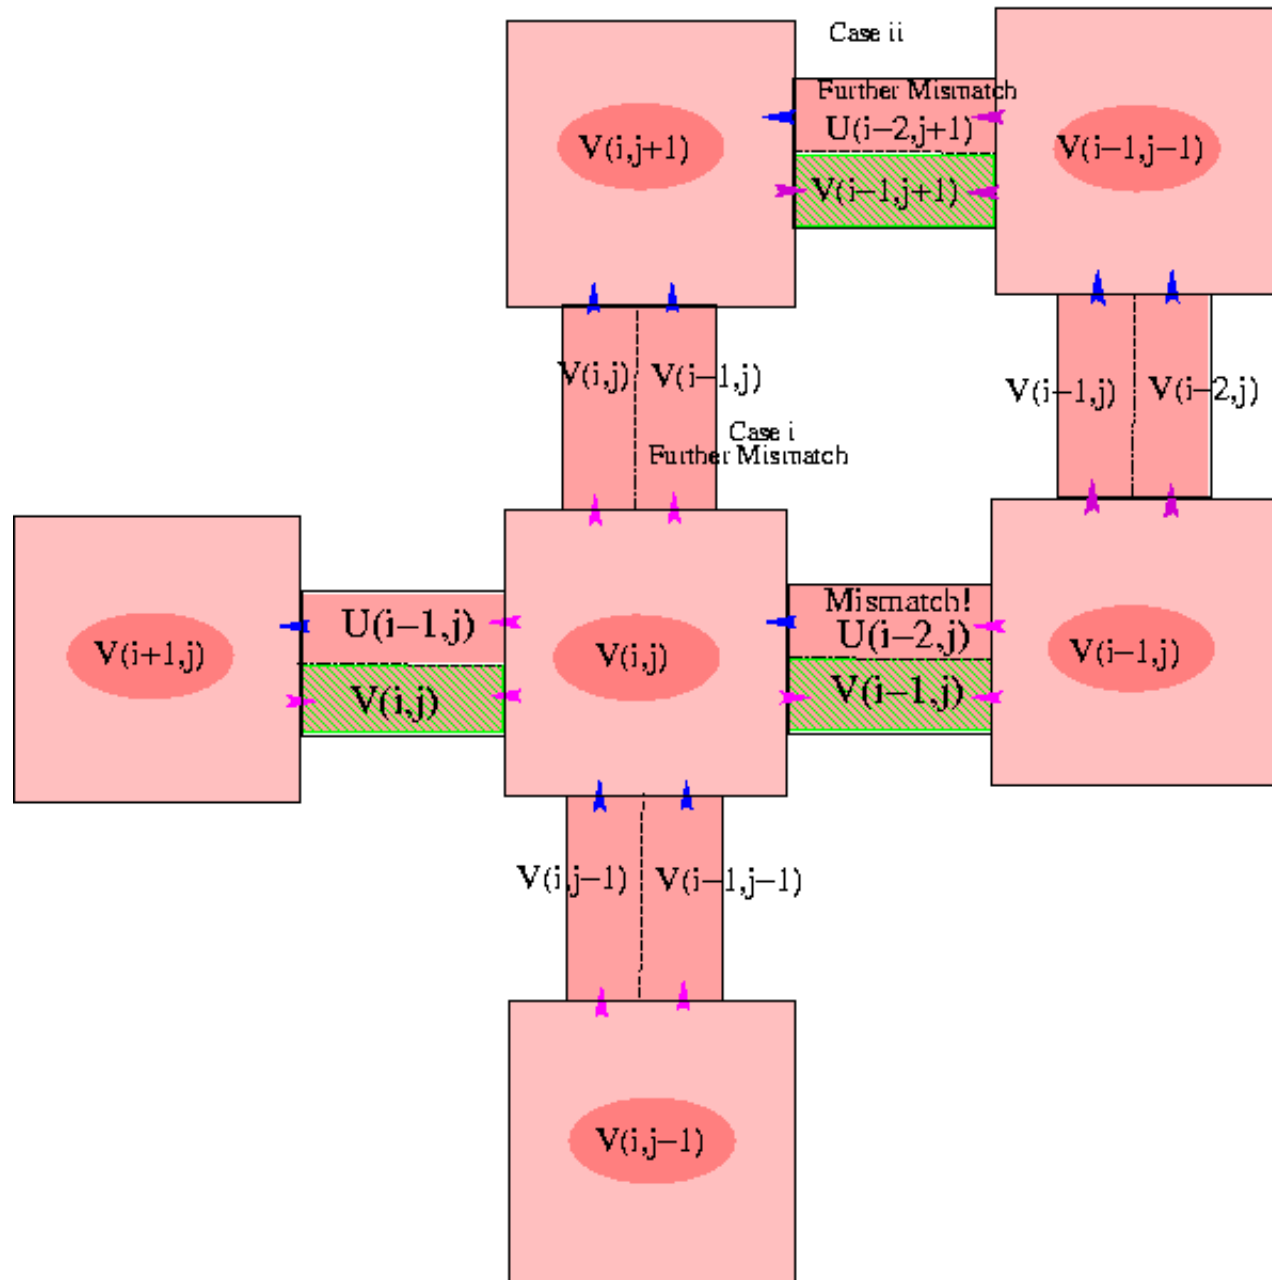 Case ii
Further Mismatch
U(i−2,j+1)
V(i,j+1)
V(i−1,j−1)
V(i−1,j+1)
V(i,j)
V(i−1,j)
V(i−1,j)
V(i−2,j)
Case i
Further Mismatch
Mismatch!
U(i−1,j)
U(i−2,j)
V(i+1,j)
V(i,j)
V(i−1,j)
V(i,j)
V(i−1,j)
V(i,j−1)
V(i−1,j−1)
V(i,j−1)